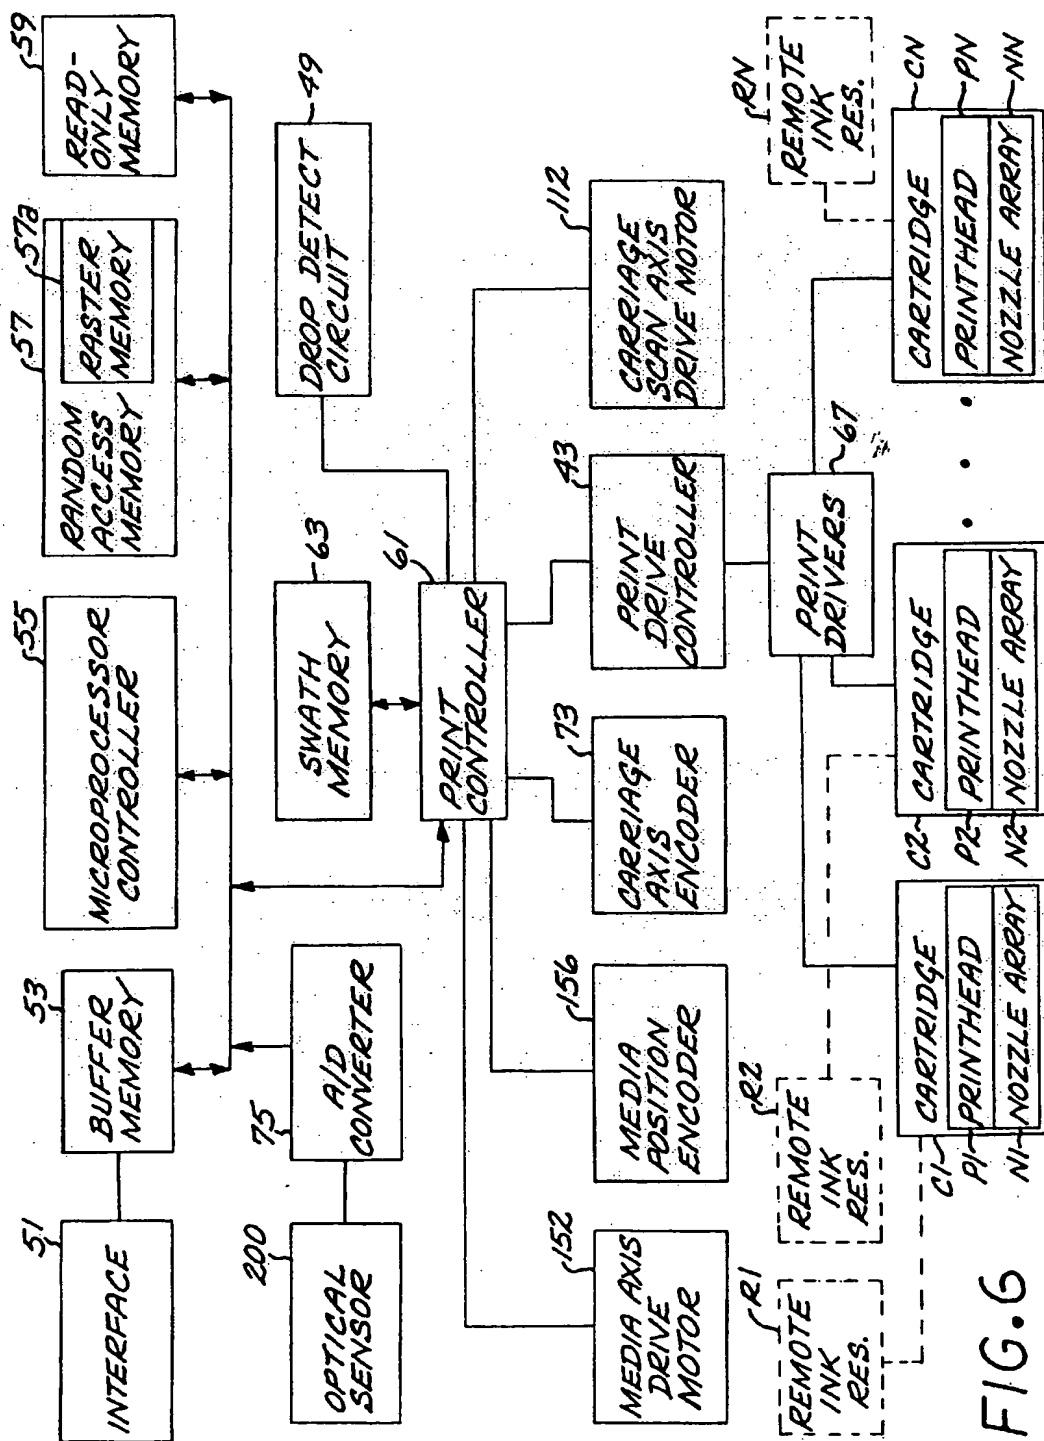 51
INTERFACE
53
BUFFER
MEMORY
55
MICROPROCESSOR
CONTROLLER
57
RANDOM
ACCESS
MEMORY
57a
RASTER
MEMORY
59
READ-
ONLY
MEMORY
200
OPTICAL
SENSOR
75
A/D
CONVERTER
63
SWATH
MEMORY
49
DROP DETECT
CIRCUIT
61
PRINT
CONTROLLER
152
MEDIA AXIS
DRIVE
MOTOR
156
MEDIA
POSITION
ENCODER
73
CARRIAGE
AXIS
ENCODER
43
PRINT
DRIVE
CONTROLLER
112
CARRIAGE
SCAN AXIS
DRIVE MOTOR
R1
REMOTE
INK
RES.
R2
REMOTE
INK
RES.
67
PRINT
DRIVERS
RN
REMOTE
INK
RES.
C1
CARTRIDGE
P1
PRINTHEAD
N1
NOZZLE ARRAY
C2
CARTRIDGE
P2
PRINTHEAD
N2
NOZZLE ARRAY
CARTRIDGE
CN
PRINTHEAD
PN
NOZZLE ARRAY
NN
FIG.6